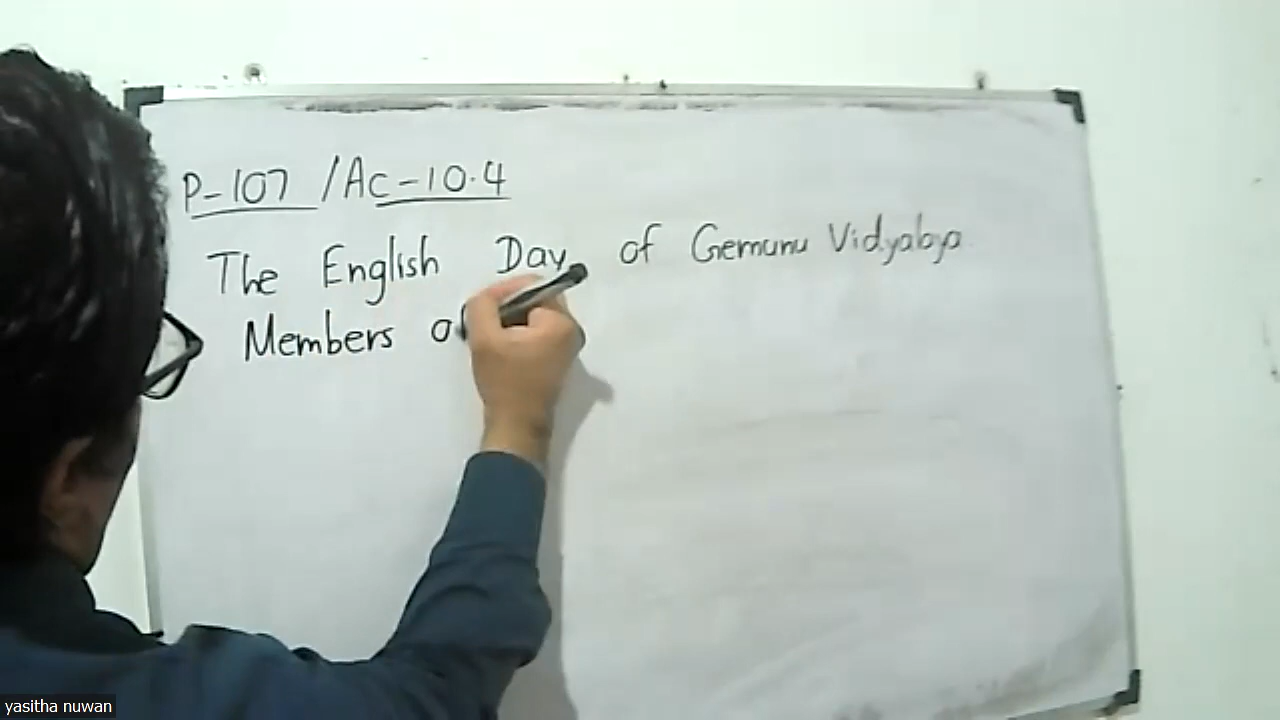 P-107 / Ac-10.4
The English Day of Gemunu Vidyalaya
Members
yasitha nuwan